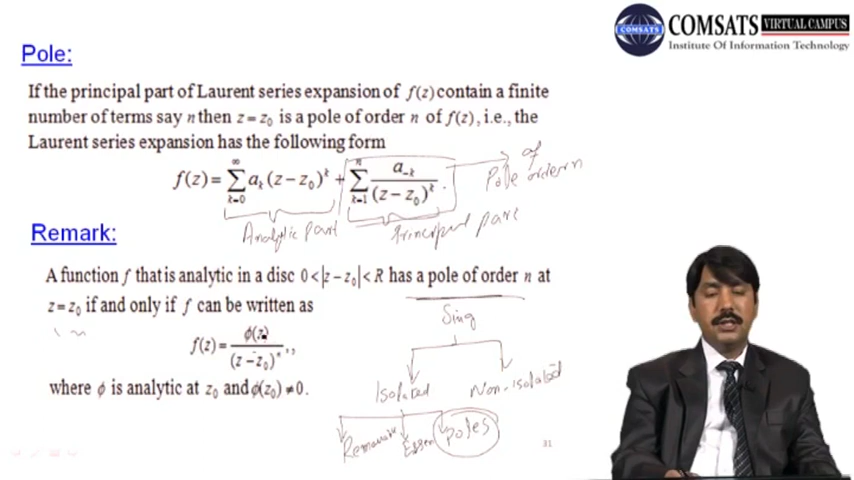 COMSATS VIRTUAL CAMPUS
Institute Of Information Technology
Pole:
If the principal part of Laurent series expansion of f(z) contain a finite
number of terms say n then z = z₀ is a pole of order n of f(z), i.e., the
Laurent series expansion has the following form
f(z) = ∑_{k=0}^{∞} a_k (z − z₀)^k + ∑_{k=1}^{n} a_{−k}/(z − z₀)^k.
Pole of order n
Analytic part
Principal part
Remark:
A function f that is analytic in a disc 0 < |z − z₀| < R has a pole of order n at
z = z₀ if and only if f can be written as
Sing
f(z) = ϕ(z)/(z − z₀)^n,
Isolated
Non-isolated
where ϕ is analytic at z₀ and ϕ(z₀) ≠ 0.
Essen
Poles
31